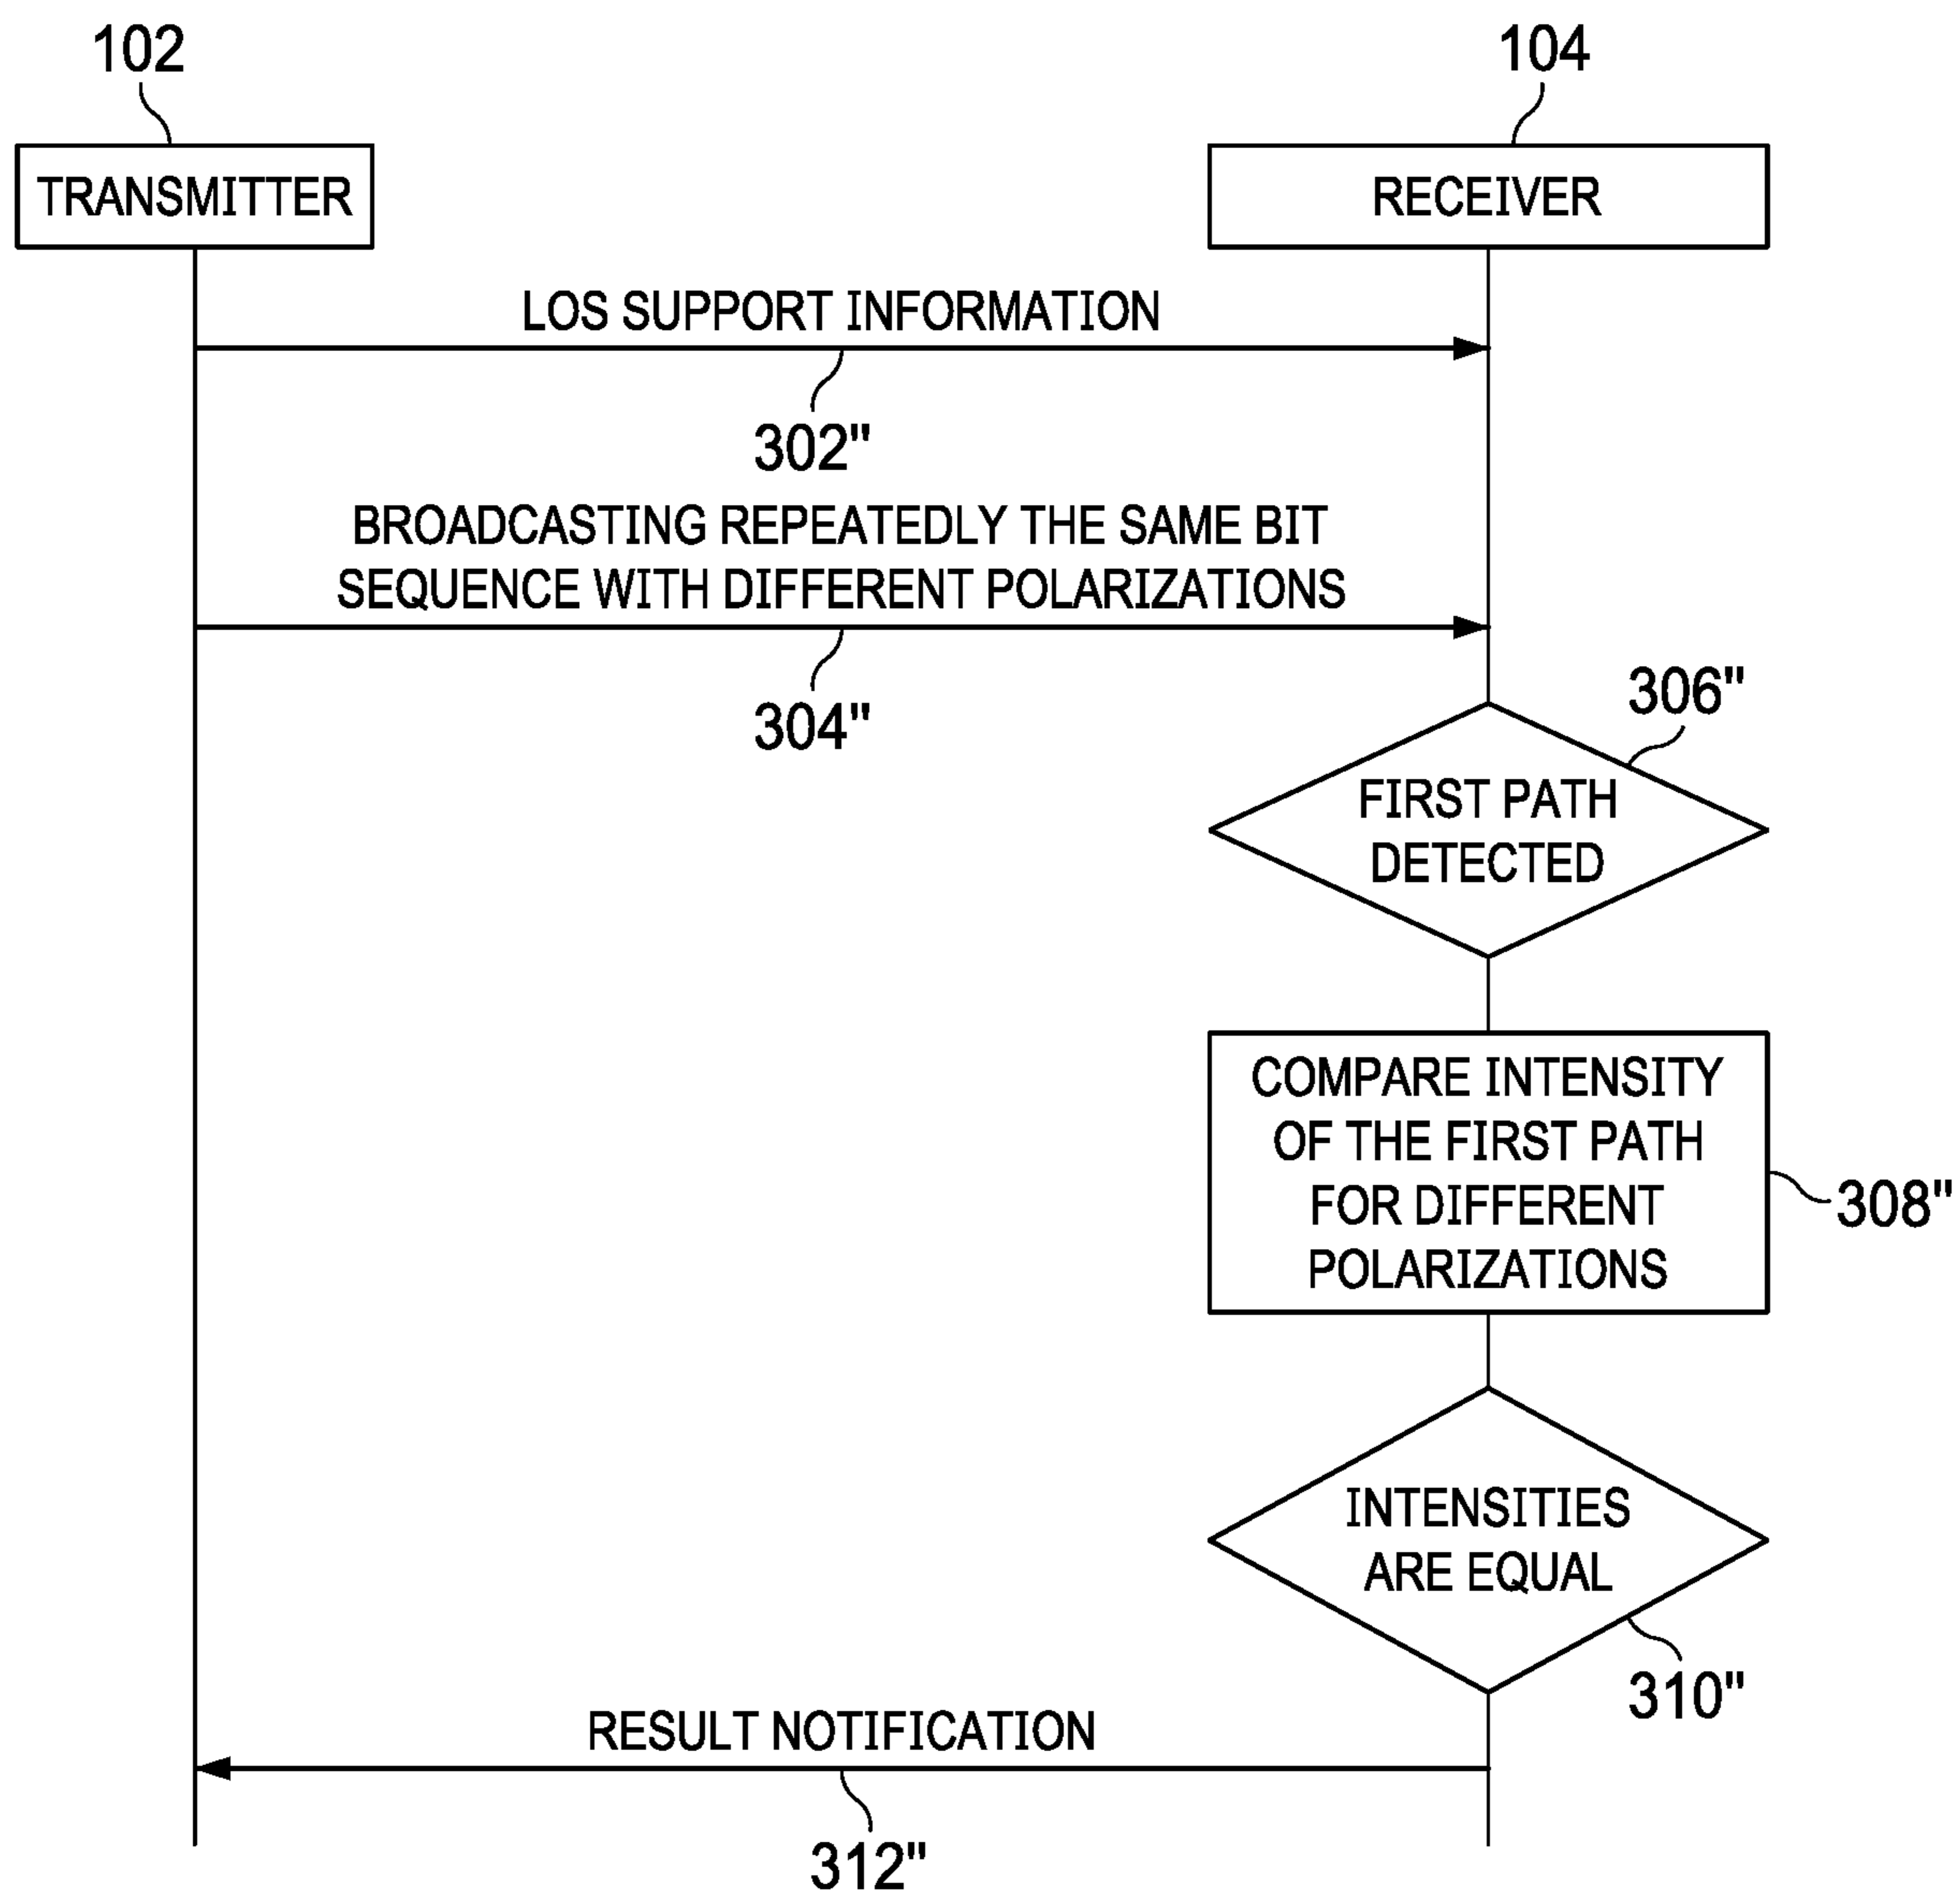 102
104
TRANSMITTER
RECEIVER
LOS SUPPORT INFORMATION
302"
BROADCASTING REPEATEDLY THE SAME BIT
SEQUENCE WITH DIFFERENT POLARIZATIONS
304"
306"
FIRST PATH
DETECTED
COMPARE INTENSITY
OF THE FIRST PATH
FOR DIFFERENT
POLARIZATIONS
308"
INTENSITIES
ARE EQUAL
310"
RESULT NOTIFICATION
312"